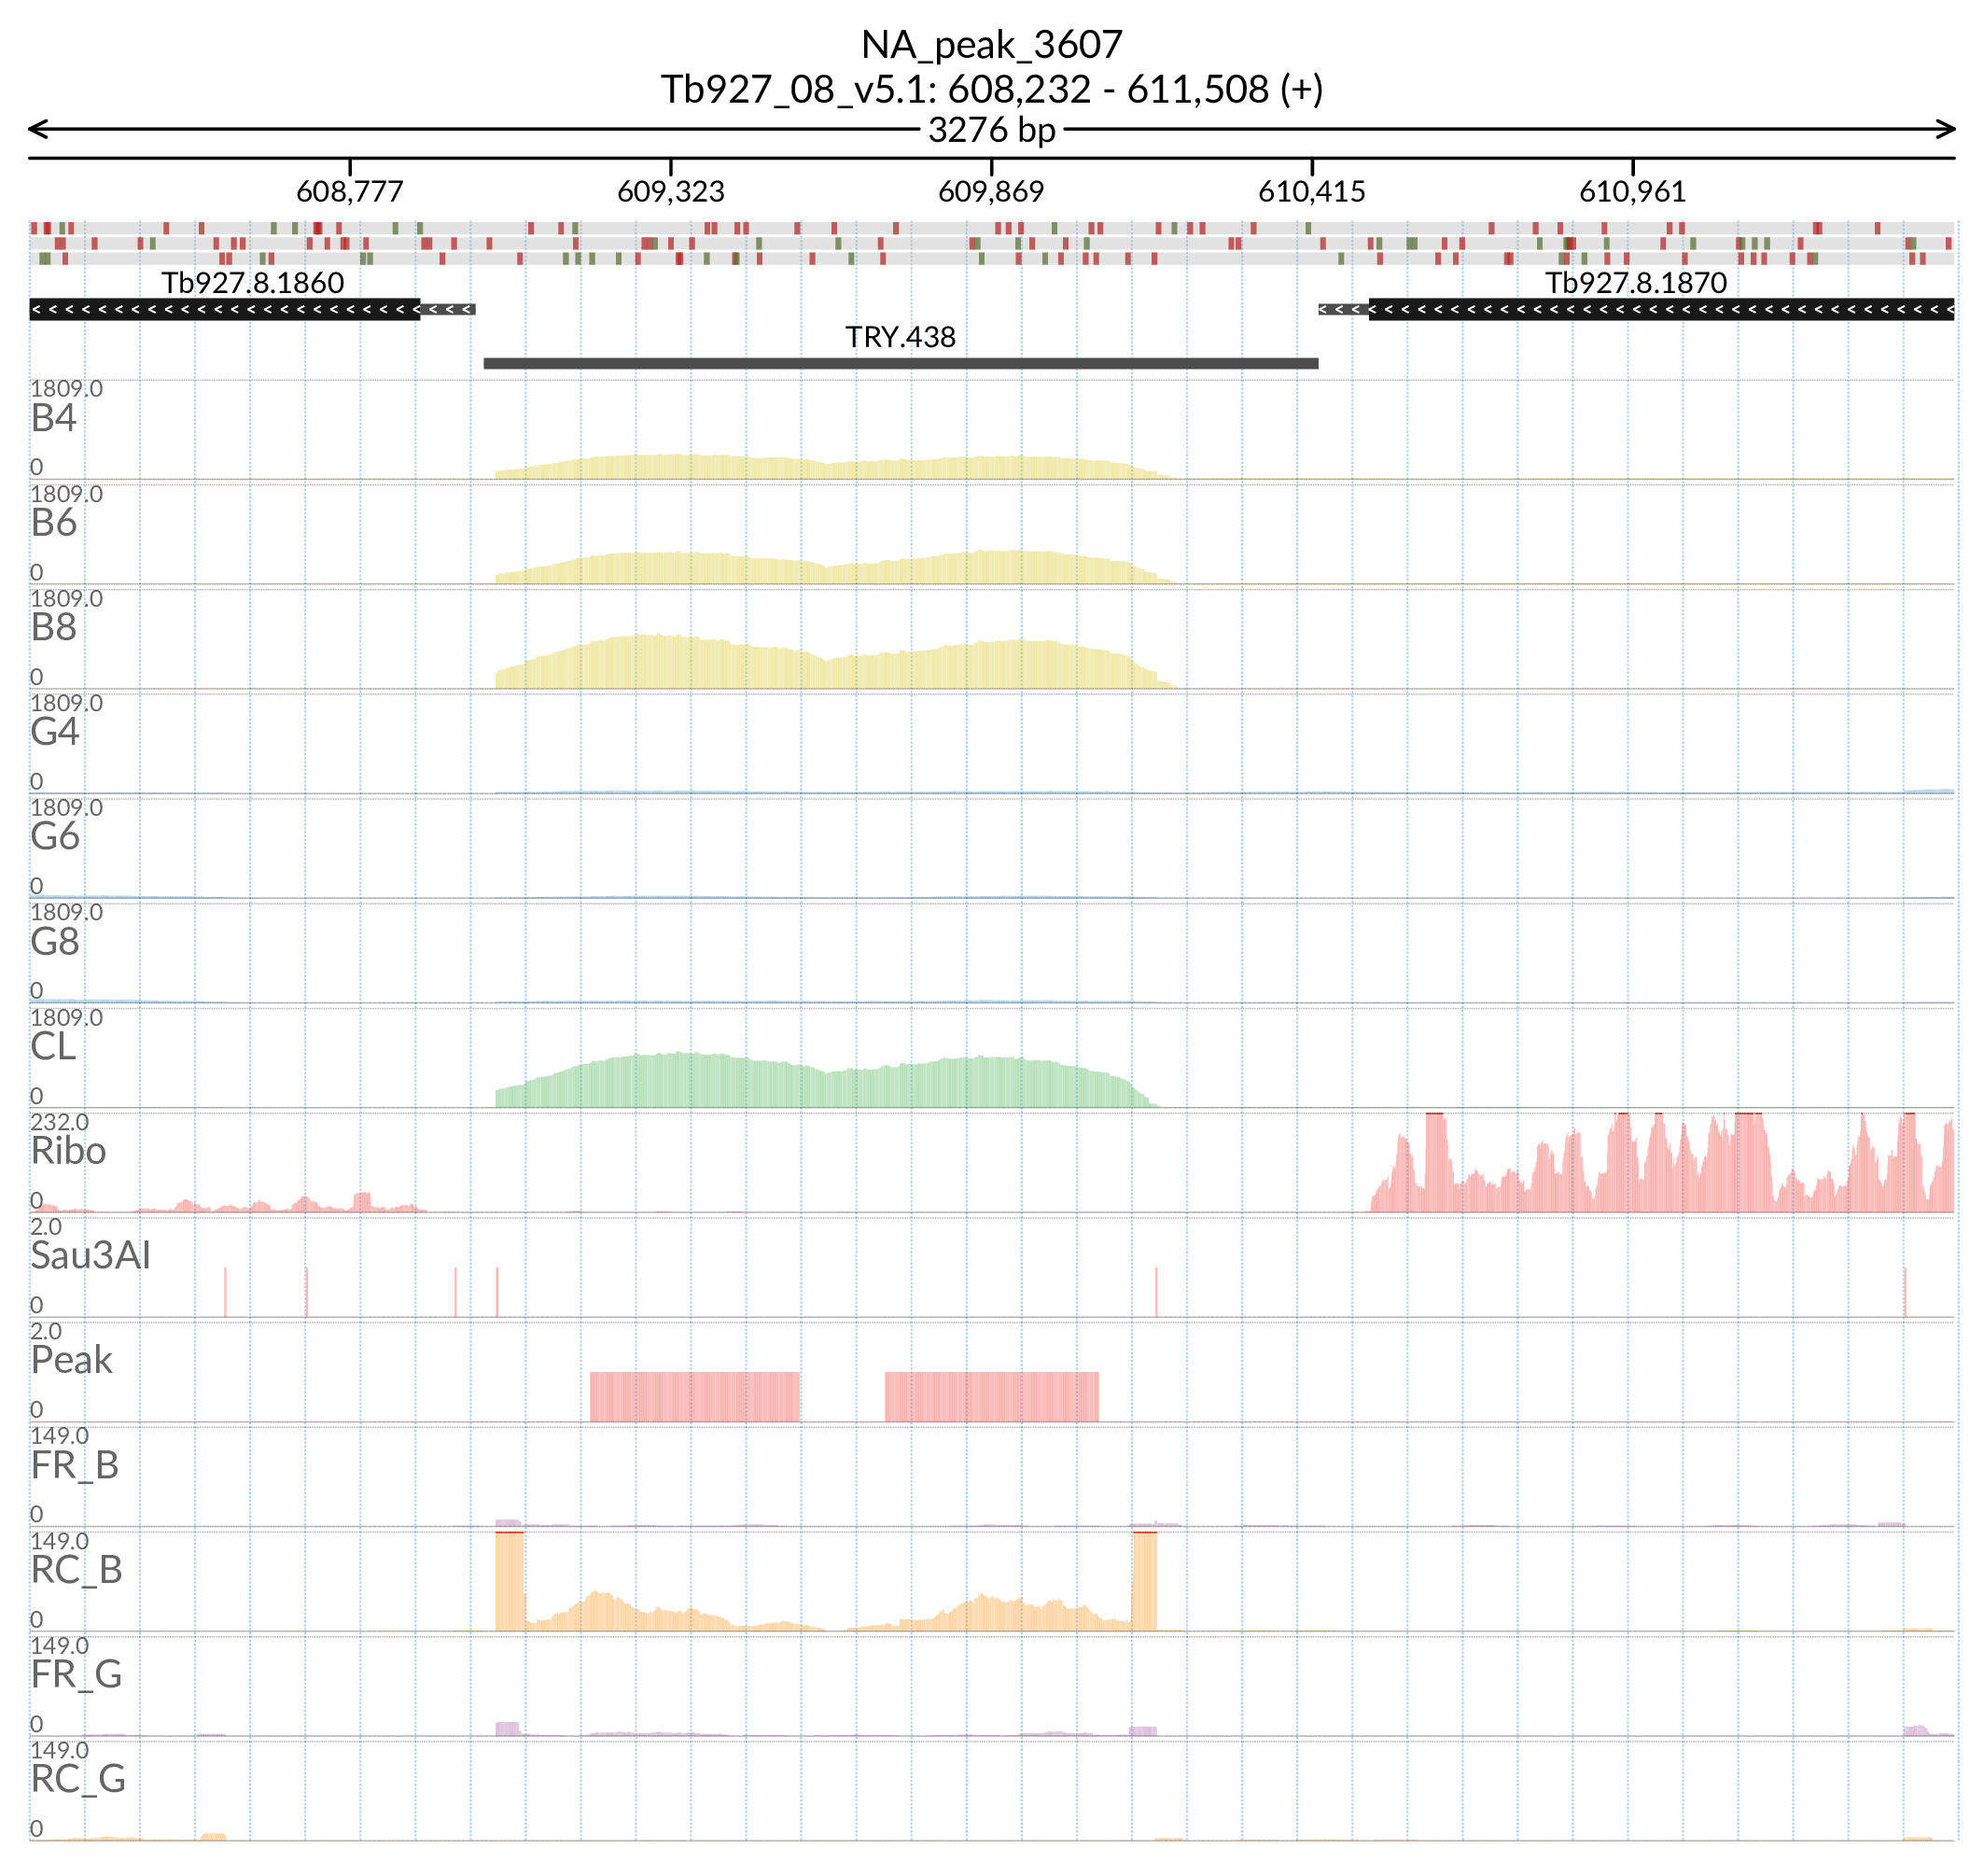 NA_peak_3607
Tb927_08_v5.1: 608,232 - 611,508 (+)
3276 bp
608,777 609,323 609,869 610,415 610,961
Tb927.8.1860 Tb927.8.1870
TRY.438
1809.0
B4
0
1809.0
B6
0
1809.0
B8
0
1809.0
G4
0
1809.0
G6
0
1809.0
G8
0
1809.0
CL
0
232.0
Ribo
0
2.0
Sau3AI
0
2.0
Peak
0
149.0
FR_B
0
149.0
RC_B
0
149.0
FR_G
0
149.0
RC_G
0